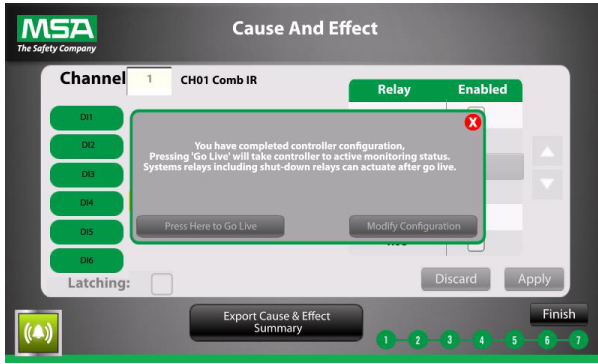 MSA
The Safety Company
Cause And Effect
Channel 1 CH01 Comb IR
Relay Enabled
DI1
DI2
DI3
DI4
DI5
DI6
X
You have completed controller configuration,
Pressing 'Go Live' will take controller to active monitoring status.
Systems relays including shut-down relays can actuate after go live.
Press Here to Go Live Modify Configuration
Latching:
Discard Apply
Export Cause & Effect
Summary
Finish
1 2 3 4 5 6 7